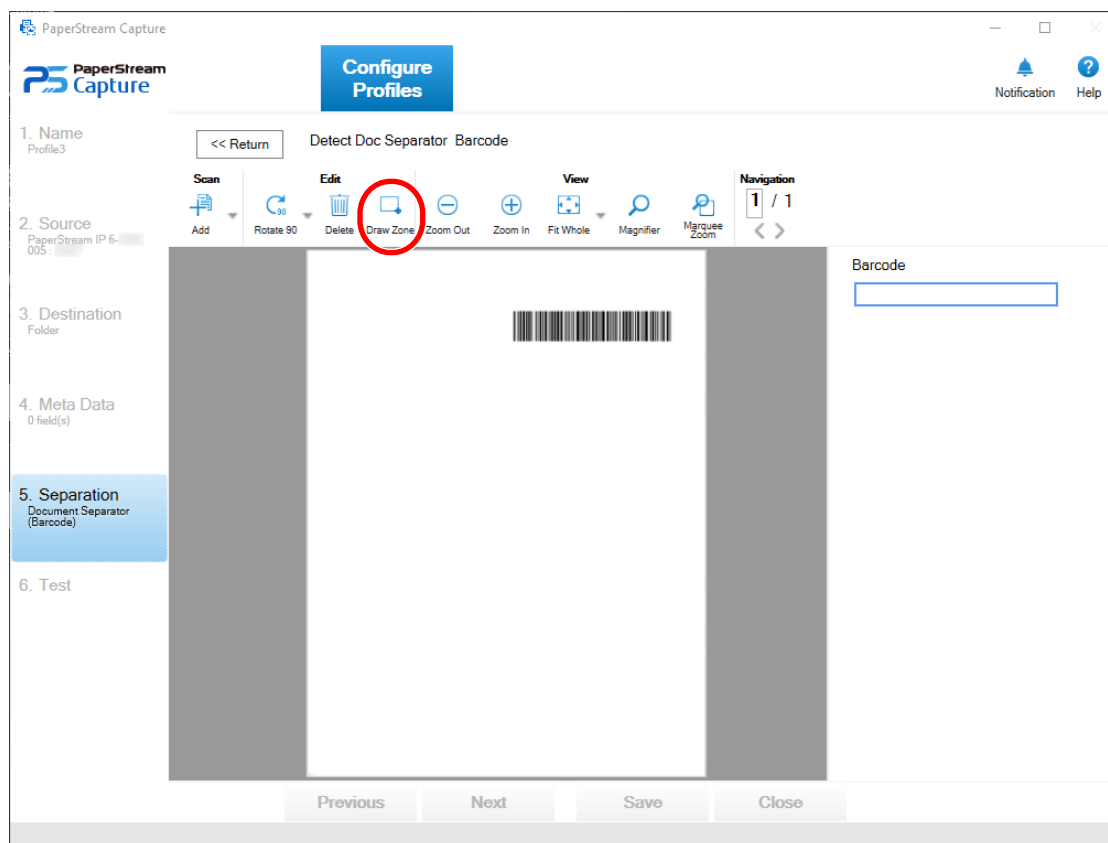 PaperStream Capture
PaperStream
Capture
Configure
Profiles
Notification
Help
1. Name
Profile3
2. Source
PaperStream IP fi-
005 :
3. Destination
Folder
4. Meta Data
0 field(s)
5. Separation
Document Separator
(Barcode)
6. Test
<< Return
Detect Doc Separator Barcode
Scan
Edit
View
Navigation
90
1 / 1
Add
Rotate 90
Delete
Draw Zone
Zoom Out
Zoom In
Fit Whole
Magnifier
Marquee
Zoom
Barcode
Previous
Next
Save
Close